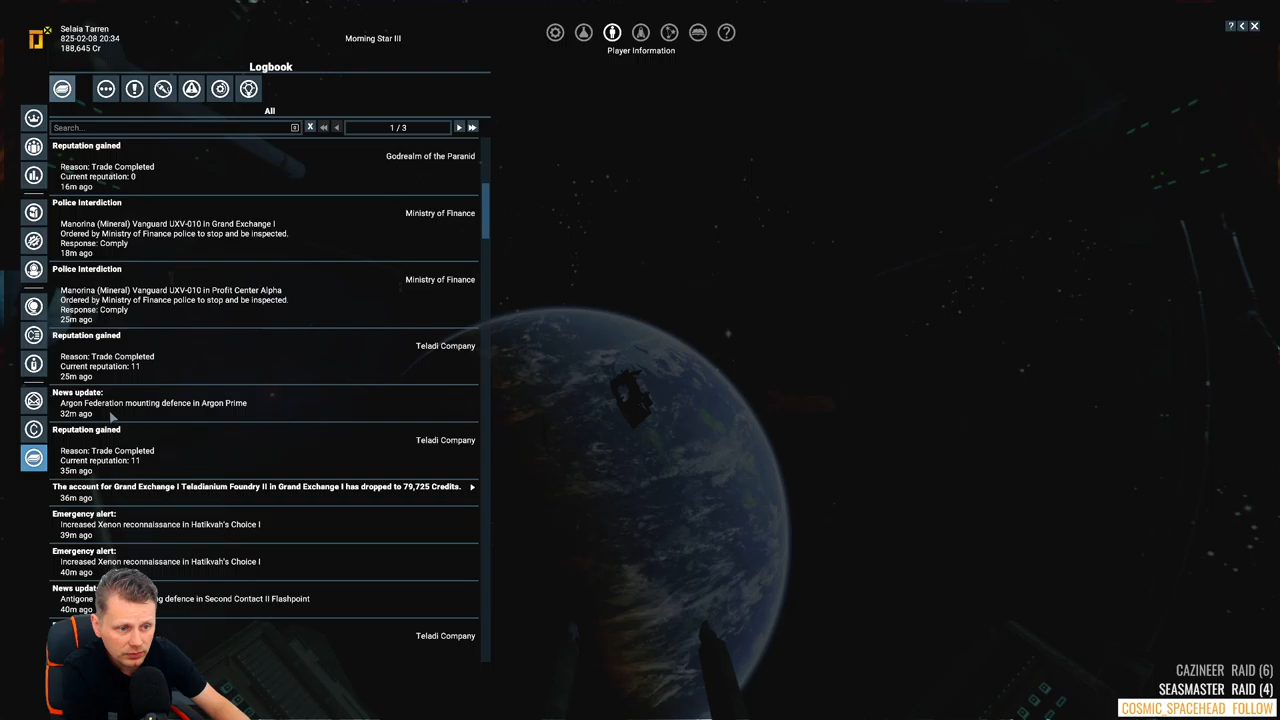 Selaia Tarren
825-02-08 20:34
188,645 Cr
Morning Star III
Player Information
?
Logbook
All
Search...
X
1 / 3
Reputation gained
Godrealm of the Paranid
Reason: Trade Completed
Current reputation: 0
16m ago
Police Interdiction
Ministry of Finance
Manorina (Mineral) Vanguard UXV-010 in Grand Exchange I
Ordered by Ministry of Finance police to stop and be inspected.
Response: Comply
18m ago
Police Interdiction
Ministry of Finance
Manorina (Mineral) Vanguard UXV-010 in Profit Center Alpha
Ordered by Ministry of Finance police to stop and be inspected.
Response: Comply
25m ago
Reputation gained
Teladi Company
Reason: Trade Completed
Current reputation: 11
25m ago
News update:
Argon Federation mounting defence in Argon Prime
32m ago
Reputation gained
Teladi Company
Reason: Trade Completed
Current reputation: 11
35m ago
The account for Grand Exchange I Teladianium Foundry II in Grand Exchange I has dropped to 79,725 Credits.
36m ago
Emergency alert:
Increased Xenon reconnaissance in Hatikvah's Choice I
39m ago
Emergency alert:
Increased Xenon reconnaissance in Hatikvah's Choice I
40m ago
News updat
Antigone defence in Second Contact II Flashpoint
40m ago
Teladi Company
CAZINEER RAID (6)
SEASMASTER RAID (4)
COSMIC_SPACEHEAD FOLLOW